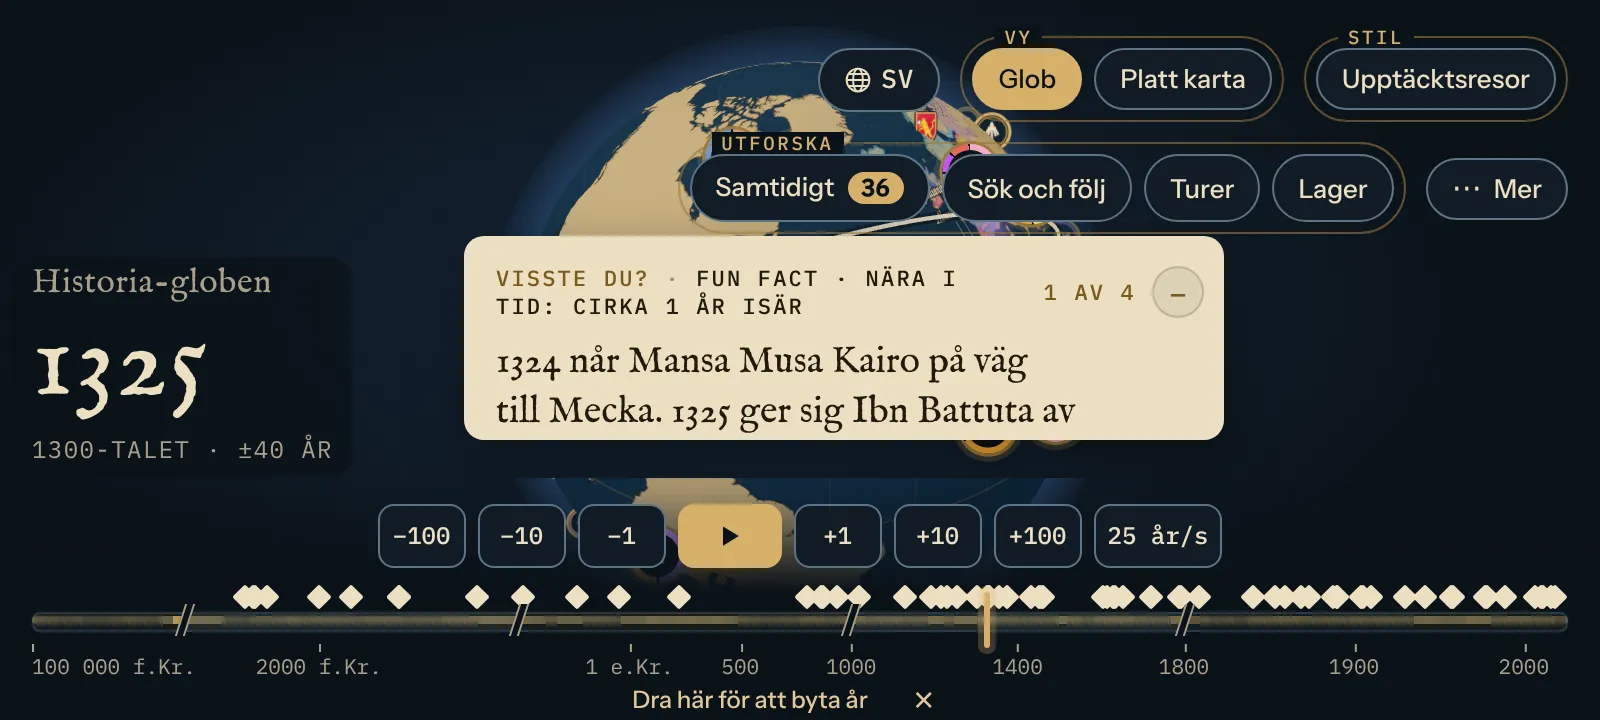 VY
STIL
SV
Glob
Platt karta
Upptäcktsresor
UTFORSKA
Samtidigt 36
Sök och följ
Turer
Lager
··· Mer
Historia-globen
1325
1300-TALET · ±40 ÅR
VISSTE DU? · FUN FACT · NÄRA I
TID: CIRKA 1 ÅR ISÄR
1 AV 4
–
1324 når Mansa Musa Kairo på väg
till Mecka. 1325 ger sig Ibn Battuta av
−100
−10
−1
+1
+10
+100
25 år/s
100 000 f.Kr.
2000 f.Kr.
1 e.Kr.
500
1000
1400
1800
1900
2000
Dra här för att byta år ✕